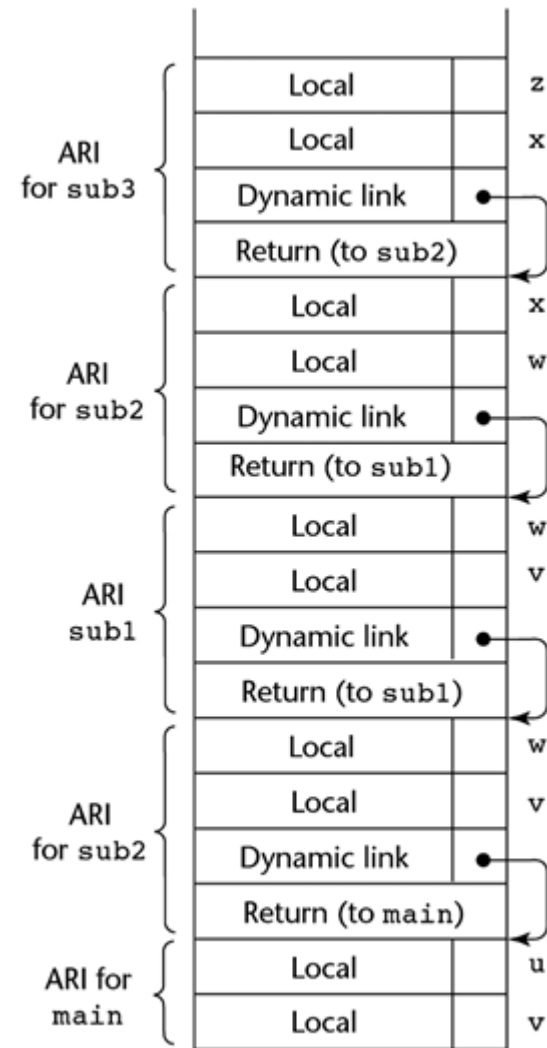 Local z
ARI for sub3
Local x
Dynamic link
Return (to sub2)
Local x
ARI for sub2
Local w
Dynamic link
Return (to sub1)
Local w
ARI sub1
Local v
Dynamic link
Return (to sub1)
Local w
ARI for sub2
Local v
Dynamic link
Return (to main)
Local u
ARI for main
Local v